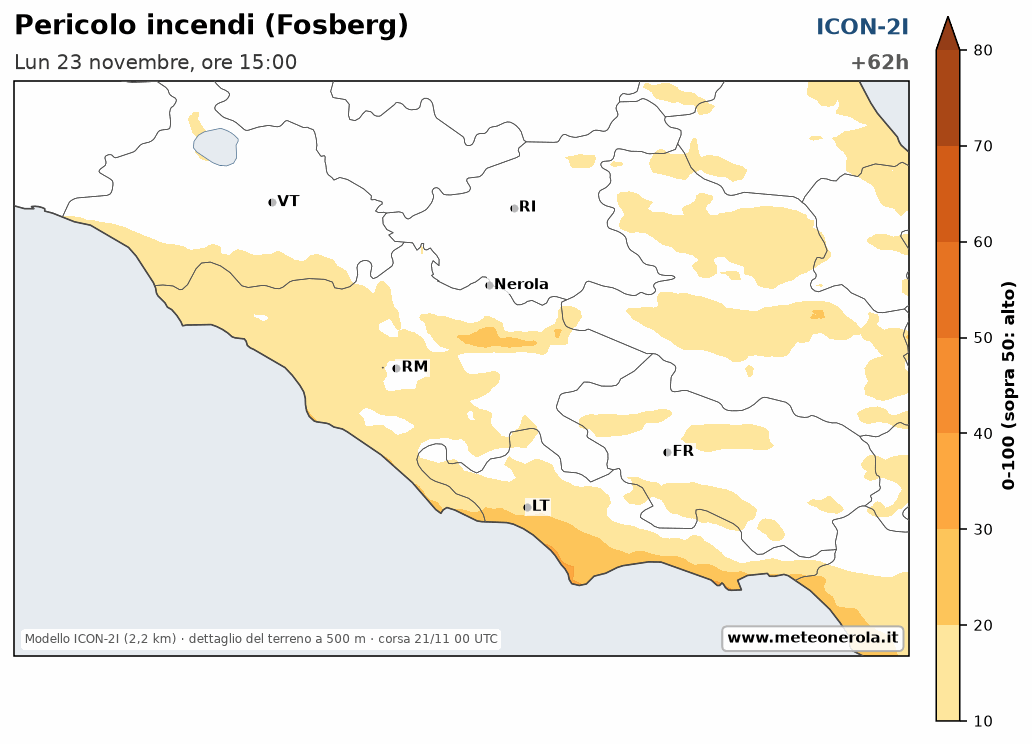 Pericolo incendi (Fosberg)
ICON-2I
Lun 23 novembre, ore 15:00
+62h
VT
RI
Nerola
RM
FR
LT
Modello ICON-2I (2,2 km) · dettaglio del terreno a 500 m · corsa 21/11 00 UTC
www.meteonerola.it
80
70
60
50
40
30
20
10
0-100 (sopra 50: alto)